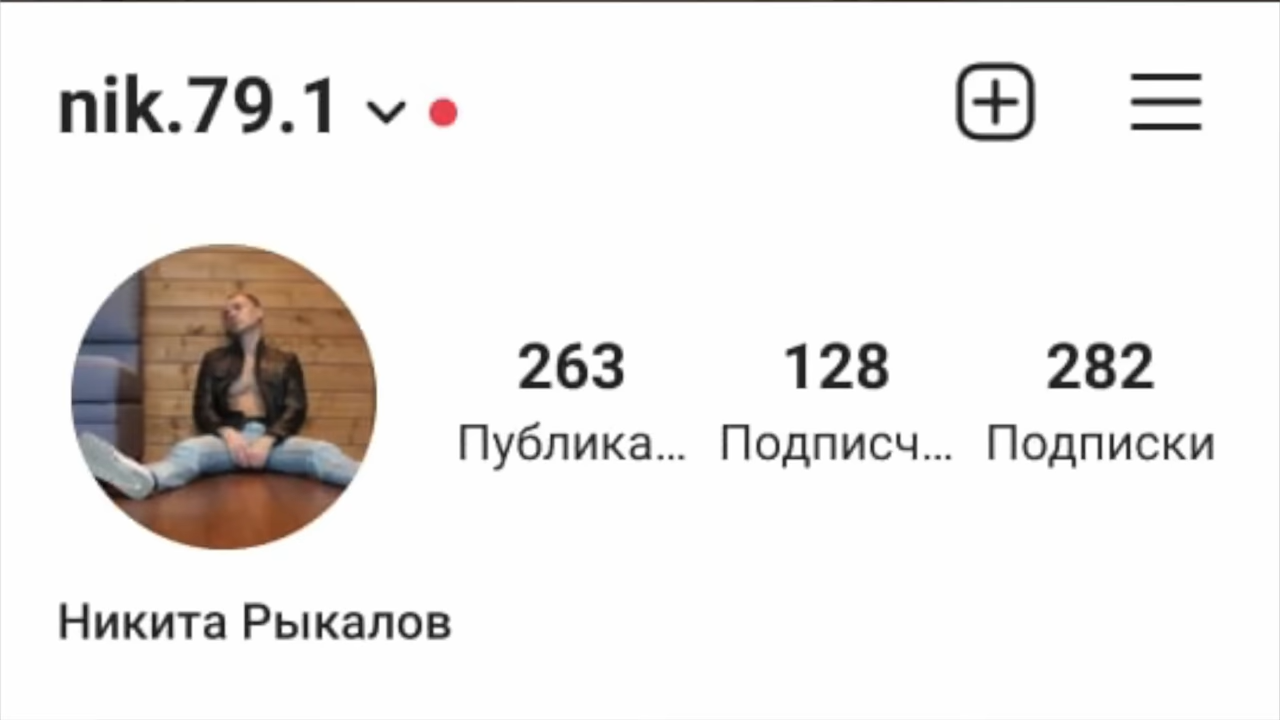 nik.79.1
263 128 282
Публика... Подписч... Подписки
Никита Рыкалов